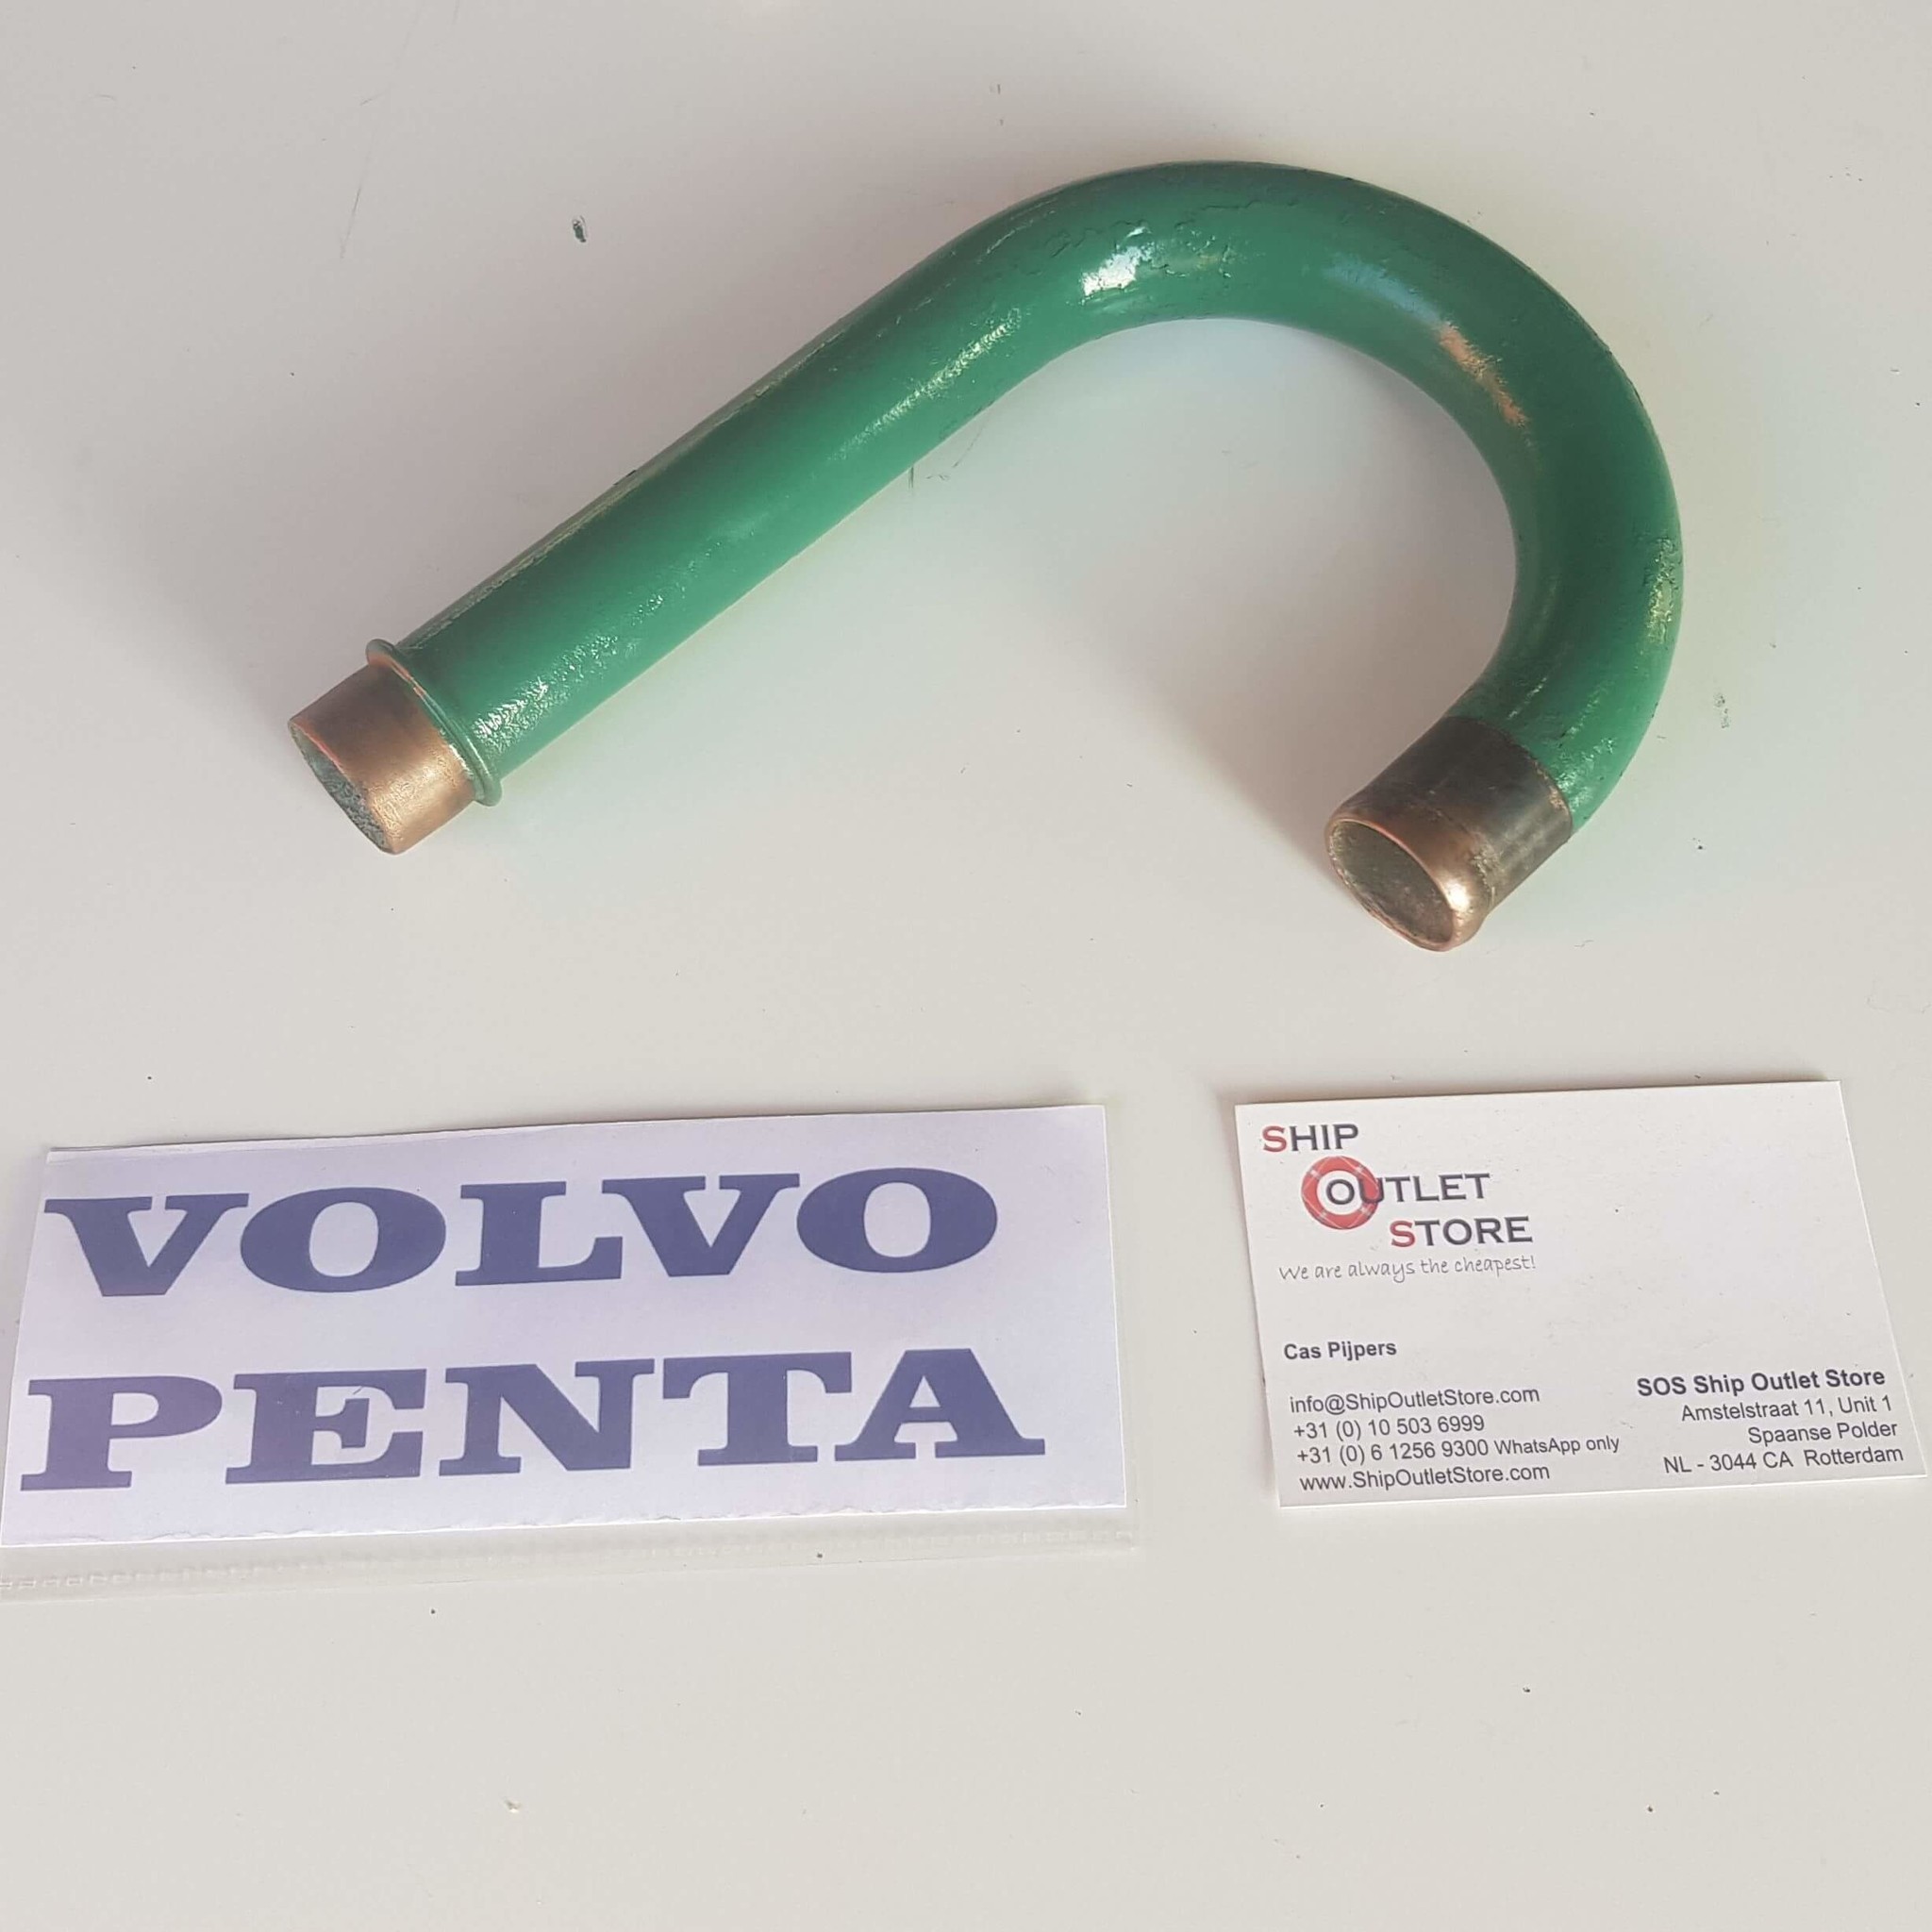 VOLVO
PENTA
SHIP
OUTLET
STORE
We are always the cheapest!
Cas Pijpers
info@ShipOutletStore.com
+31 (0) 10 503 6999
+31 (0) 6 1256 9300 WhatsApp only
www.ShipOutletStore.com
SOS Ship Outlet Store
Amstelstraat 11, Unit 1
Spaanse Polder
NL - 3044 CA Rotterdam